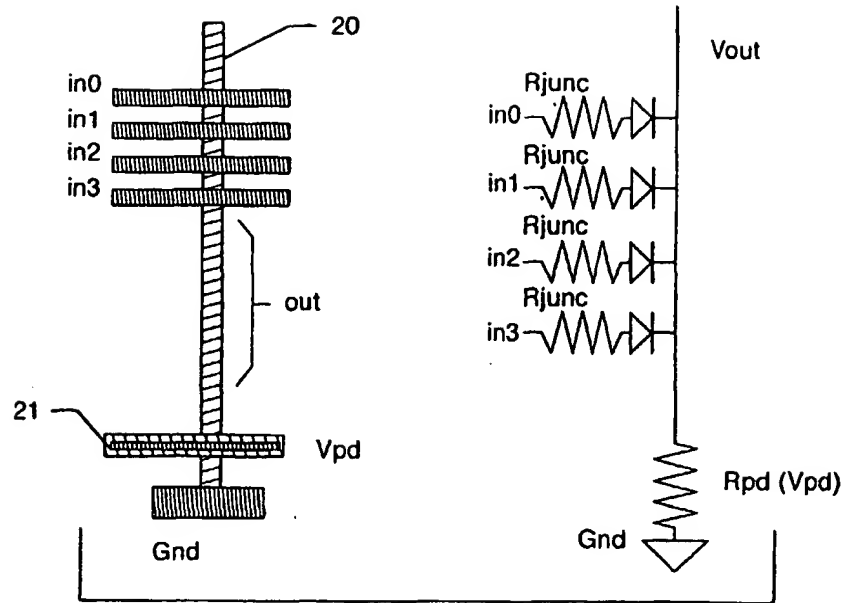 20
in0
in1
in2
in3
out
21
Vpd
Gnd
Vout
Rjunc
in0
Rjunc
in1
Rjunc
in2
Rjunc
in3
Rpd (Vpd)
Gnd